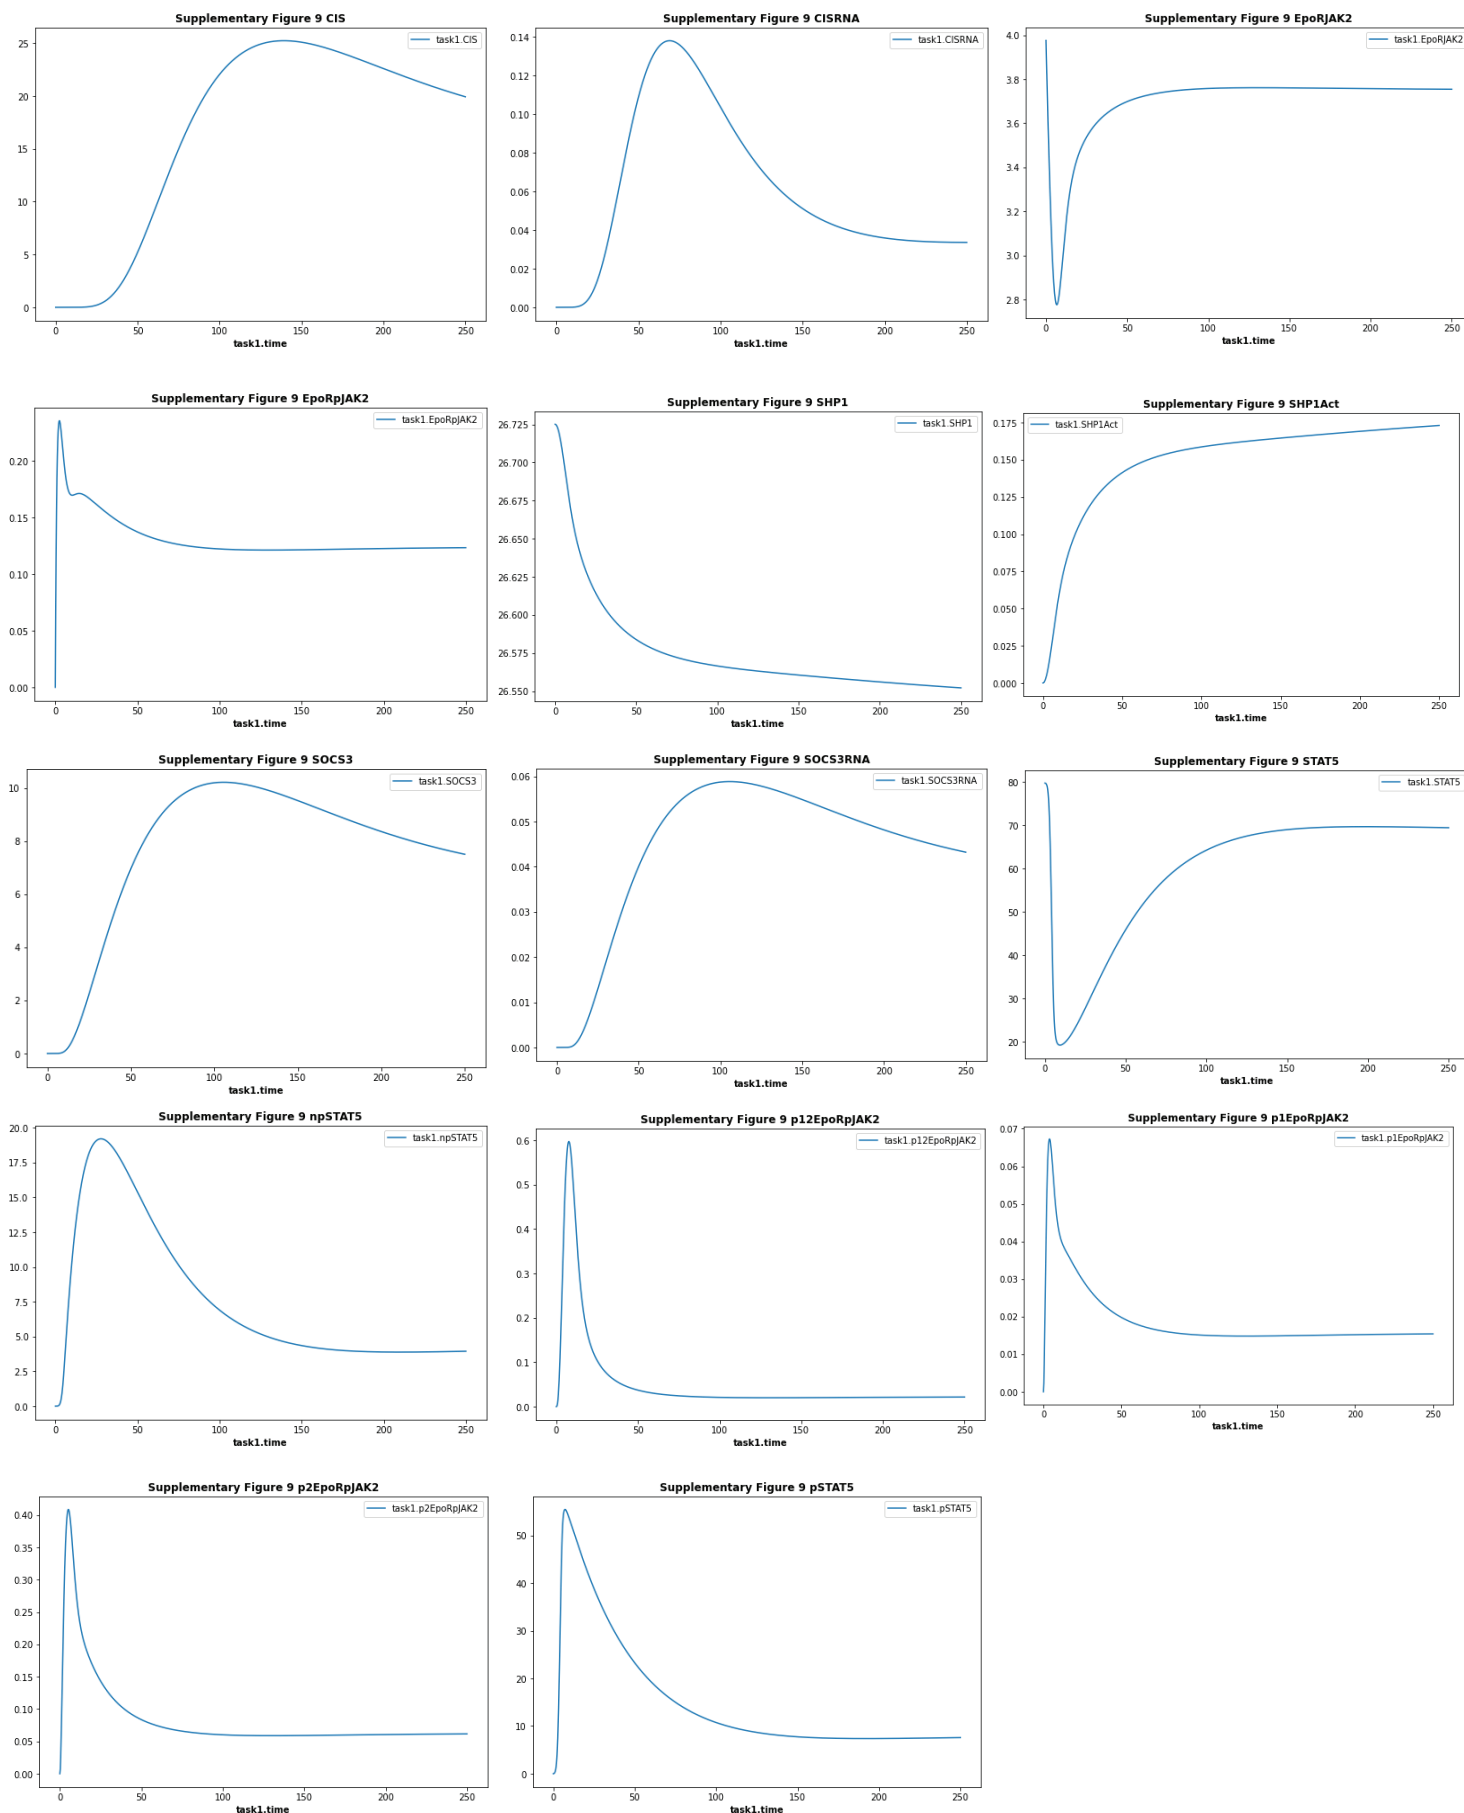 Supplementary Figure 9 CIS
task1.CIS
25
20
15
10
5
0
0 50 100 150 200 250
task1.time
Supplementary Figure 9 CISRNA
task1.CISRNA
0.14
0.12
0.10
0.08
0.06
0.04
0.02
0.00
0 50 100 150 200 250
task1.time
Supplementary Figure 9 EpoRJAK2
task1.EpoRJAK2
4.0
3.8
3.6
3.4
3.2
3.0
2.8
0 50 100 150 200 250
task1.time
Supplementary Figure 9 EpoRpJAK2
task1.EpoRpJAK2
0.20
0.15
0.10
0.05
0.00
0 50 100 150 200 250
task1.time
Supplementary Figure 9 SHP1
task1.SHP1
26.725
26.700
26.675
26.650
26.625
26.600
26.575
26.550
0 50 100 150 200 250
task1.time
Supplementary Figure 9 SHP1Act
task1.SHP1Act
0.175
0.150
0.125
0.100
0.075
0.050
0.025
0.000
0 50 100 150 200 250
task1.time
Supplementary Figure 9 SOCS3
task1.SOCS3
10
8
6
4
2
0
0 50 100 150 200 250
task1.time
Supplementary Figure 9 SOCS3RNA
task1.SOCS3RNA
0.06
0.05
0.04
0.03
0.02
0.01
0.00
0 50 100 150 200 250
task1.time
Supplementary Figure 9 STAT5
task1.STAT5
80
70
60
50
40
30
20
0 50 100 150 200 250
task1.time
Supplementary Figure 9 npSTAT5
task1.npSTAT5
20.0
17.5
15.0
12.5
10.0
7.5
5.0
2.5
0.0
0 50 100 150 200 250
task1.time
Supplementary Figure 9 p12EpoRpJAK2
task1.p12EpoRpJAK2
0.6
0.5
0.4
0.3
0.2
0.1
0.0
0 50 100 150 200 250
task1.time
Supplementary Figure 9 p1EpoRpJAK2
task1.p1EpoRpJAK2
0.07
0.06
0.05
0.04
0.03
0.02
0.01
0.00
0 50 100 150 200 250
task1.time
Supplementary Figure 9 p2EpoRpJAK2
task1.p2EpoRpJAK2
0.40
0.35
0.30
0.25
0.20
0.15
0.10
0.05
0.00
0 50 100 150 200 250
task1.time
Supplementary Figure 9 pSTAT5
task1.pSTAT5
50
40
30
20
10
0
0 50 100 150 200 250
task1.time